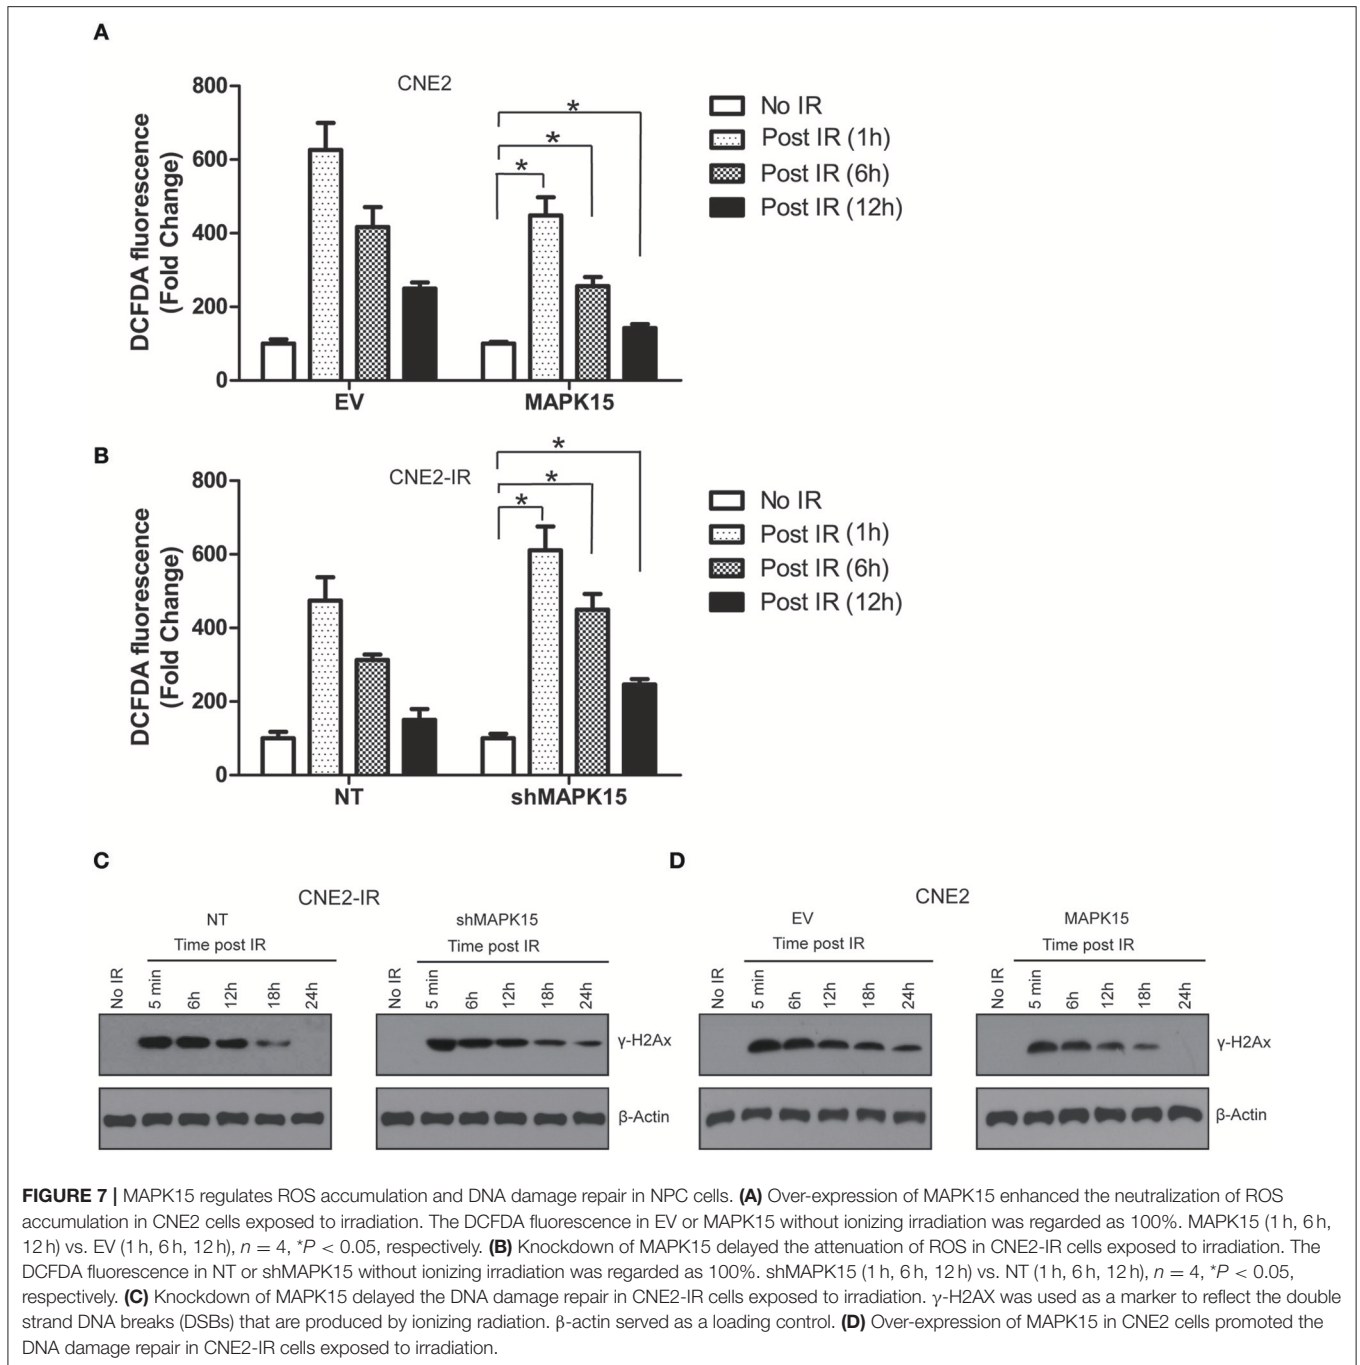 A
CNE2
DCFDA fluorescence
(Fold Change)
800
600
400
200
0
*
*
*
EV
MAPK15
No IR
Post IR (1h)
Post IR (6h)
Post IR (12h)
B
CNE2-IR
DCFDA fluorescence
(Fold Change)
800
600
400
200
0
*
*
*
NT
shMAPK15
No IR
Post IR (1h)
Post IR (6h)
Post IR (12h)
C
CNE2-IR
NT
shMAPK15
Time post IR
Time post IR
No IR 5 min 6h 12h 18h 24h
No IR 5 min 6h 12h 18h 24h
γ-H2Ax
β-Actin
D
CNE2
EV
MAPK15
Time post IR
Time post IR
No IR 5 min 6h 12h 18h 24h
No IR 5 min 6h 12h 18h 24h
γ-H2Ax
β-Actin
FIGURE 7 | MAPK15 regulates ROS accumulation and DNA damage repair in NPC cells. (A) Over-expression of MAPK15 enhanced the neutralization of ROS
accumulation in CNE2 cells exposed to irradiation. The DCFDA fluorescence in EV or MAPK15 without ionizing irradiation was regarded as 100%. MAPK15 (1 h, 6 h,
12 h) vs. EV (1 h, 6 h, 12 h), n = 4, *P < 0.05, respectively. (B) Knockdown of MAPK15 delayed the attenuation of ROS in CNE2-IR cells exposed to irradiation. The
DCFDA fluorescence in NT or shMAPK15 without ionizing irradiation was regarded as 100%. shMAPK15 (1 h, 6 h, 12 h) vs. NT (1 h, 6 h, 12 h), n = 4, *P < 0.05,
respectively. (C) Knockdown of MAPK15 delayed the DNA damage repair in CNE2-IR cells exposed to irradiation. γ-H2AX was used as a marker to reflect the double
strand DNA breaks (DSBs) that are produced by ionizing radiation. β-actin served as a loading control. (D) Over-expression of MAPK15 in CNE2 cells promoted the
DNA damage repair in CNE2-IR cells exposed to irradiation.